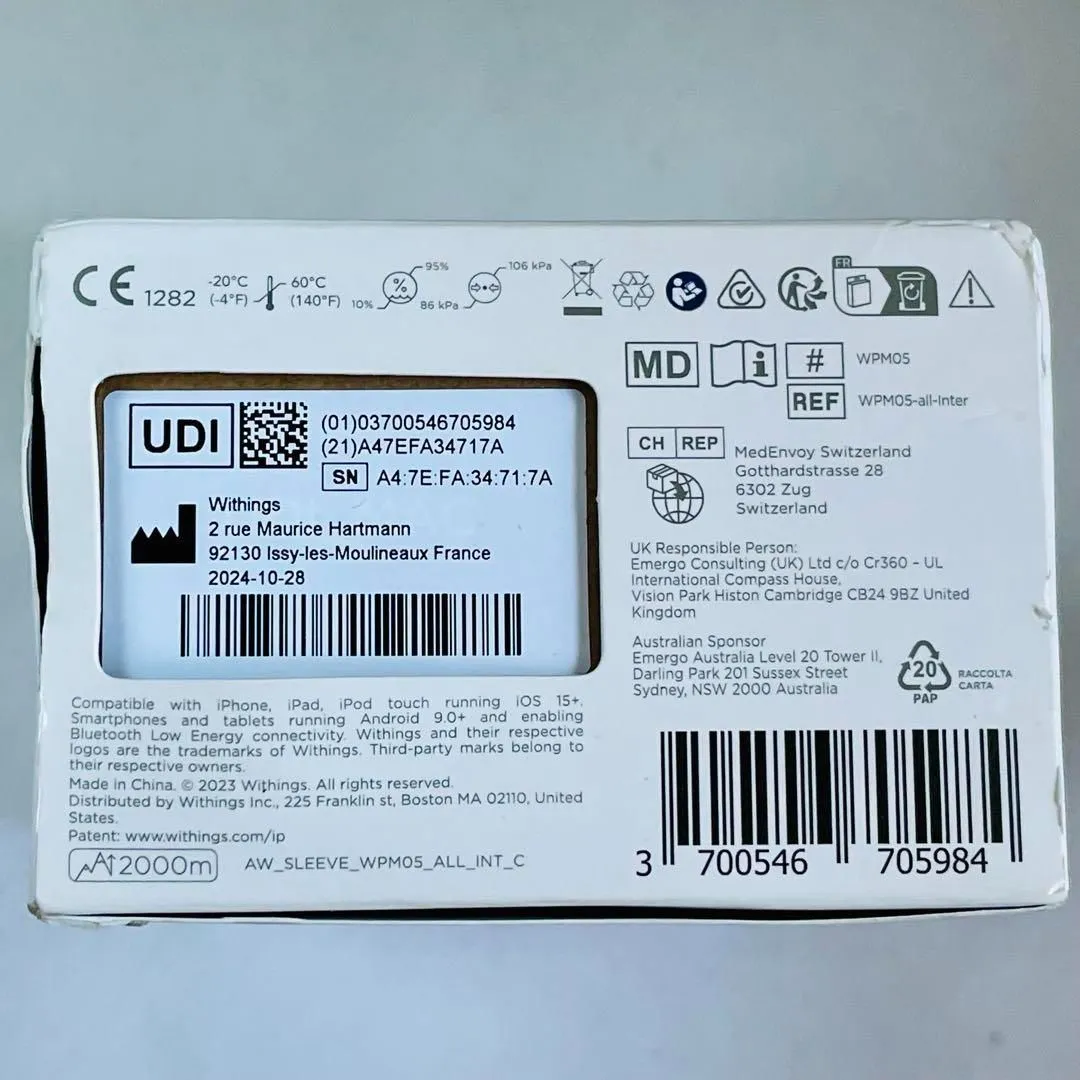 CE 1282
-20°C
(-4°F)
60°C
(140°F)
10%
%
95%
86 kPa
106 kPa
FR
MD
i
#
WPM05
REF
WPM05-all-Inter
UDI
(01)03700546705984
(21)A47EFA34717A
SN A4:7E:FA:34:71:7A
Withings
2 rue Maurice Hartmann
92130 Issy-les-Moulineaux France
2024-10-28
CH REP
MedEnvoy Switzerland
Gotthardstrasse 28
6302 Zug
Switzerland
UK Responsible Person:
Emergo Consulting (UK) Ltd c/o Cr360 - UL
International Compass House,
Vision Park Histon Cambridge CB24 9BZ United
Kingdom
Australian Sponsor
Emergo Australia Level 20 Tower II,
Darling Park 201 Sussex Street
Sydney, NSW 2000 Australia
20
PAP
RACCOLTA
CARTA
Compatible with iPhone, iPad, iPod touch running iOS 15+.
Smartphones and tablets running Android 9.0+ and enabling
Bluetooth Low Energy connectivity. Withings and their respective
logos are the trademarks of Withings. Third-party marks belong to
their respective owners.
Made in China. © 2023 Withings. All rights reserved.
Distributed by Withings Inc., 225 Franklin st, Boston MA 02110, United
States.
Patent: www.withings.com/ip
2000m
AW_SLEEVE_WPM05_ALL_INT_C
3 700546 705984